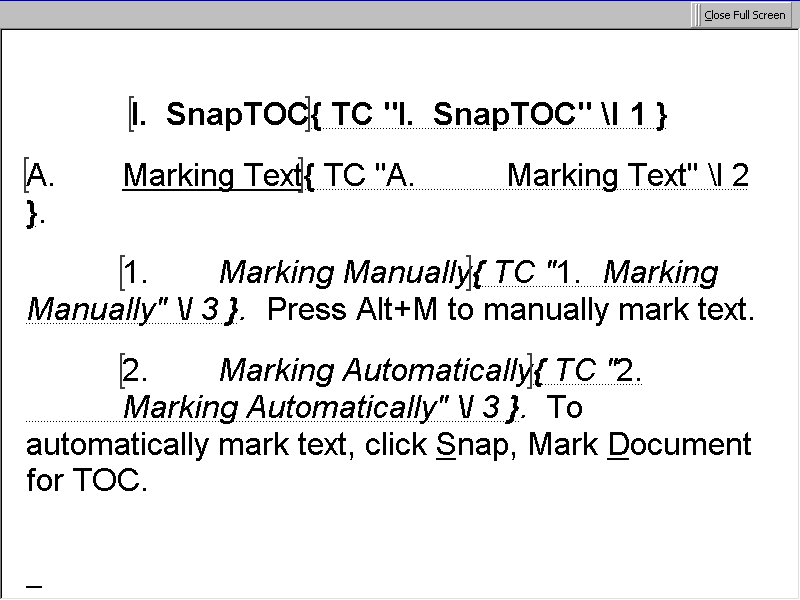 Close Full Screen
[I.  SnapTOC]{ TC "I.  SnapTOC" \l 1 }
[A.	Marking Text]{ TC "A.	Marking Text" \l 2
}.
[1.	Marking Manually]{ TC "1.  Marking
Manually" \l 3 }.  Press Alt+M to manually mark text.
[2.	Marking Automatically]{ TC "2.
Marking Automatically" \l 3 }.  To
automatically mark text, click Snap, Mark Document
for TOC.